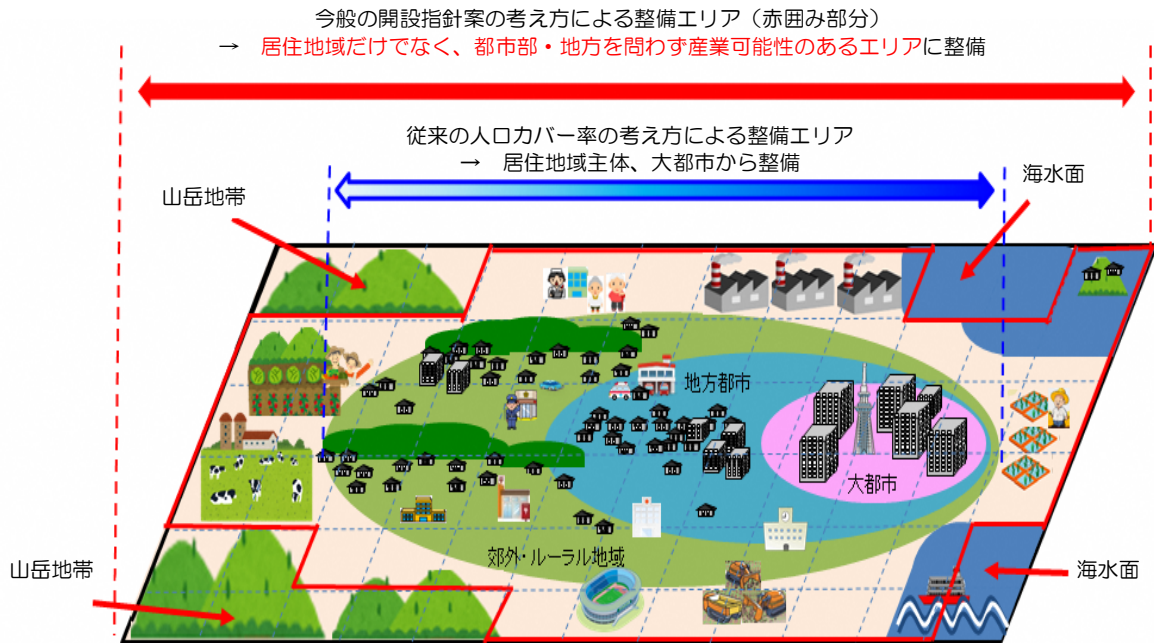 今般の開設指針案の考え方による整備エリア（赤囲み部分）
→ 居住地域だけでなく、都市部・地方を問わず産業可能性のあるエリアに整備
従来の人口カバー率の考え方による整備エリア
→ 居住地域主体、大都市から整備
海水面
山岳地帯
地方都市
大都市
郊外・ルーラル地域
山岳地帯
海水面